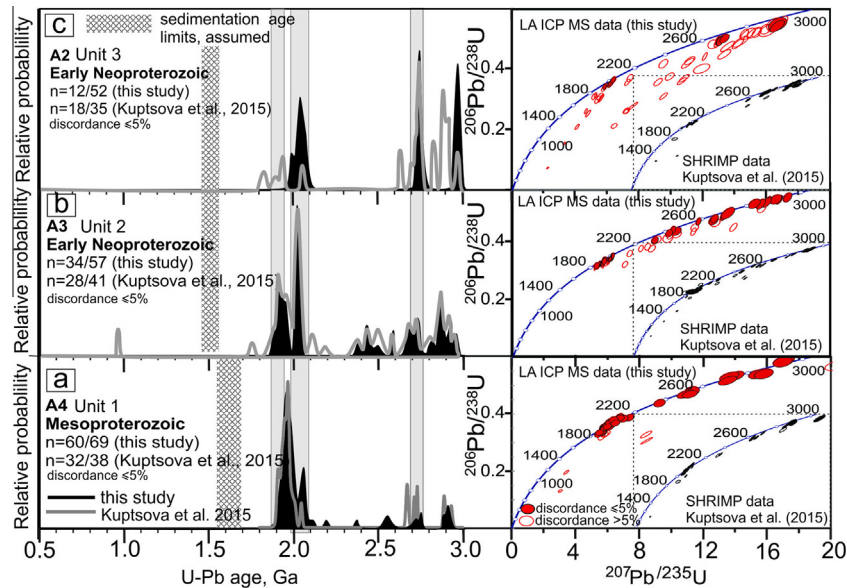 c
sedimentation age
limits, assumed
A2 Unit 3
Early Neoproterozoic
n=12/52 (this study)
n=18/35 (Kuptsova et al., 2015)
discordance ≤5%
Relative probability
b
A3 Unit 2
Early Neoproterozoic
n=34/57 (this study)
n=28/41 (Kuptsova et al., 2015)
discordance ≤5%
Relative probability
a
A4 Unit 1
Mesoproterozoic
n=60/69 (this study)
n=32/38 (Kuptsova et al., 2015)
discordance ≤5%
this study
Kuptsova et al 2015
Relative probablility
0.5 1.0 1.5 2.0 2.5 3.0
U-Pb age, Ga
LA ICP MS data (this study)
3000
2600
2200
1800
1400
1000
3000
2600
2200
1800
1400
SHRIMP data
Kuptsova et al. (2015)
0.4
0.2
206Pb/238U
LA ICP MS data (this study)
3000
2600
2200
1800
1400
1000
3000
2600
2200
1800
1400
SHRIMP data
Kuptsova et al. (2015)
0.4
0.2
206Pb/238U
LA ICP MS data (this study)
3000
2600
2200
1800
1400
1000
3000
2600
2200
1800
1400
discordance ≤5%
discordance >5%
SHRIMP data
Kuptsova et al. (2015)
0.4
0.2
206Pb/238U
0 4 8 12 16 20
207Pb/235U